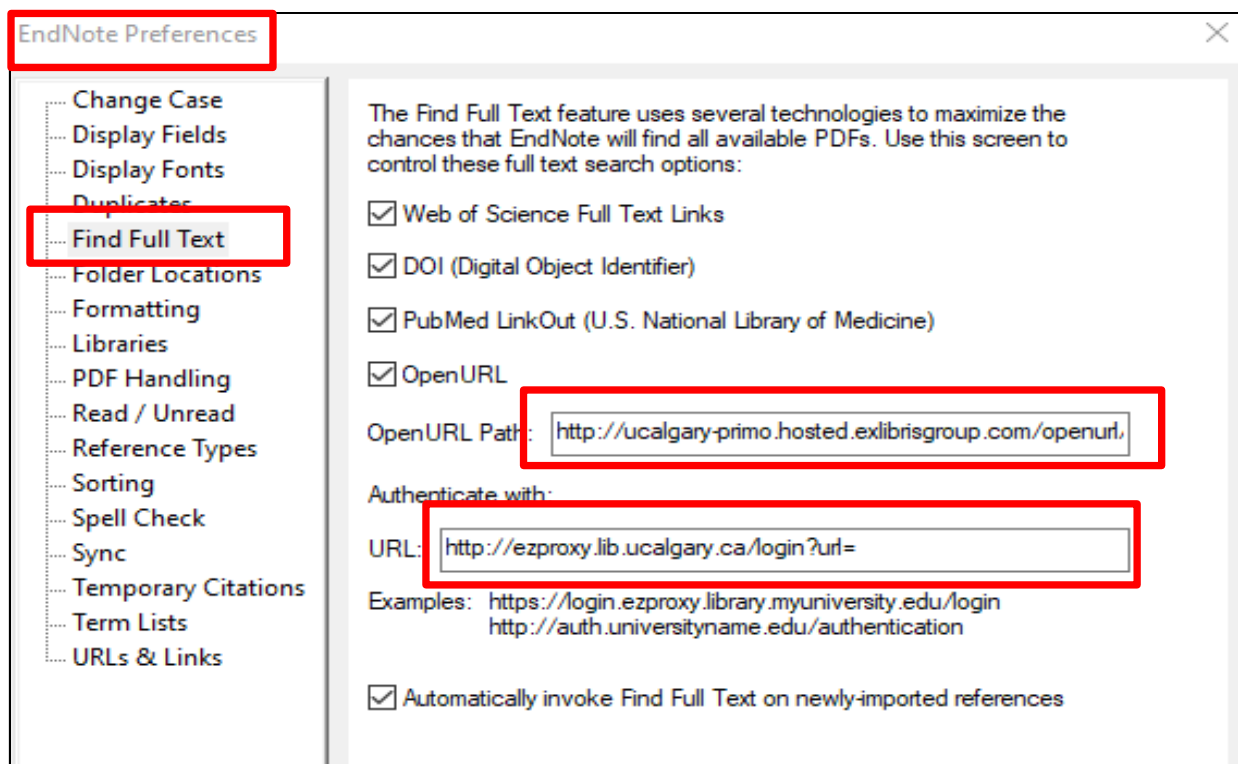 EndNote Preferences
Change Case
Display Fields
Display Fonts
Duplicates
Find Full Text
Folder Locations
Formatting
Libraries
PDF Handling
Read / Unread
Reference Types
Sorting
Spell Check
Sync
Temporary Citations
Term Lists
URLs & Links
The Find Full Text feature uses several technologies to maximize the
chances that EndNote will find all available PDFs. Use this screen to
control these full text search options:
Web of Science Full Text Links
DOI (Digital Object Identifier)
PubMed LinkOut (U.S. National Library of Medicine)
OpenURL
OpenURL Path: http://ucalgary-primo.hosted.exlibrisgroup.com/openurl/
Authenticate with:
URL: http://ezproxy.lib.ucalgary.ca/login?url=
Examples: https://login.ezproxy.library.myuniversity.edu/login
http://auth.universityname.edu/authentication
Automatically invoke Find Full Text on newly-imported references